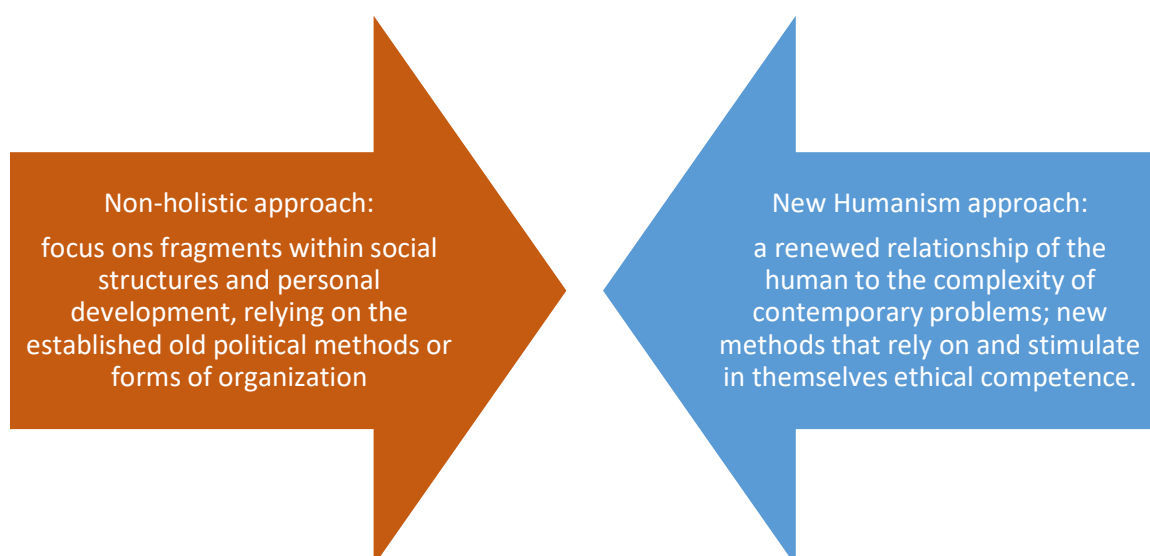 Non-holistic approach:
focus ons fragments within social
structures and personal
development, relying on the
established old political methods or
forms of organization
New Humanism approach:
a renewed relationship of the
human to the complexity of
contemporary problems; new
methods that rely on and stimulate
in themselves ethical competence.